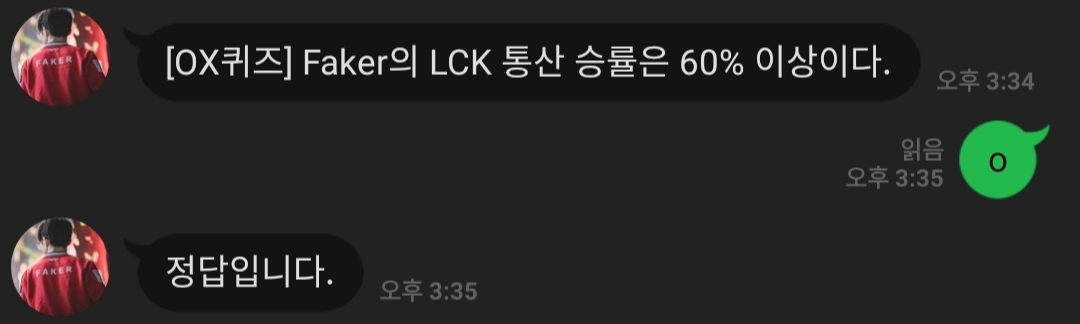 [OX퀴즈] Faker의 LCK 통산 승률은 60% 이상이다.
오후 3:34
읽음
오후 3:35
o
정답입니다.
오후 3:35
FAKER
FAKER